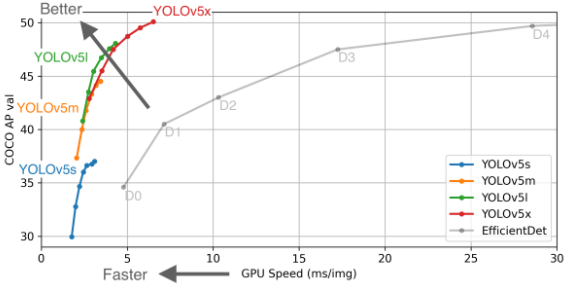 Better
YOLOv5x
50
D4
YOLOv5l
D3
45
YOLOv5m
D2
COCO AP val
40
D1
YOLOv5s
35
D0
YOLOv5s
YOLOv5m
YOLOv5l
YOLOv5x
EfficientDet
30
0 5 10 15 20 25 30
Faster GPU Speed (ms/img)